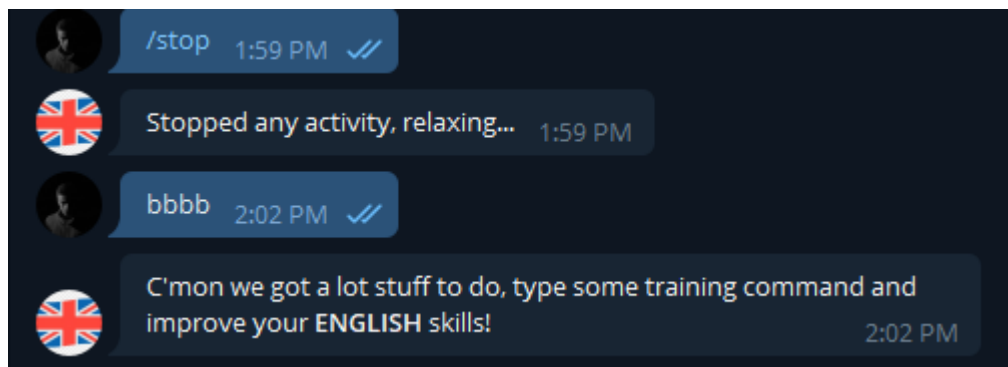 /stop 1:59 PM
Stopped any activity, relaxing... 1:59 PM
bbbb 2:02 PM
C'mon we got a lot stuff to do, type some training command and
improve your ENGLISH skills! 2:02 PM